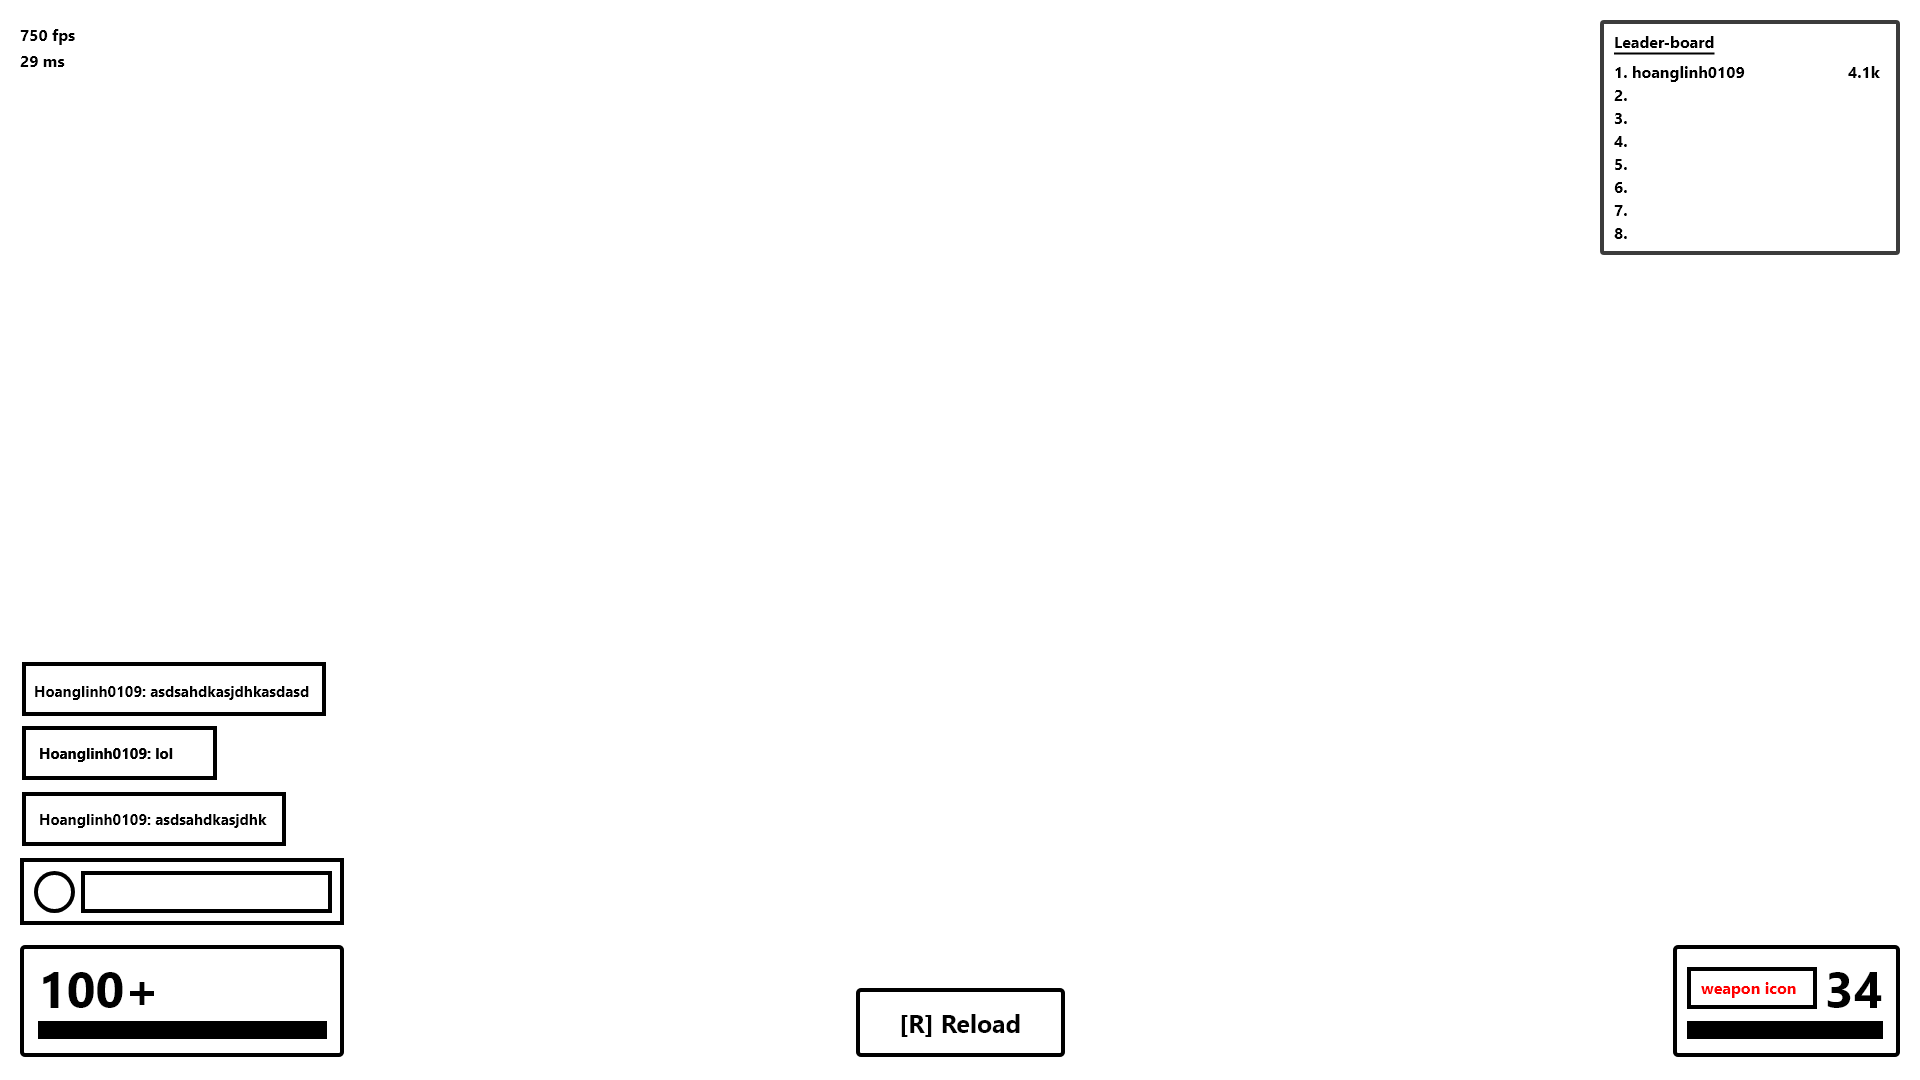 750 fps
29 ms
Leader-board
1. hoanglinh0109 4.1k
2.
3.
4.
5.
6.
7.
8.
Hoanglinh0109: asdsahdkasjdhkasdasd
Hoanglinh0109: lol
Hoanglinh0109: asdsahdkasjdhk
100+
[R] Reload
weapon icon 34